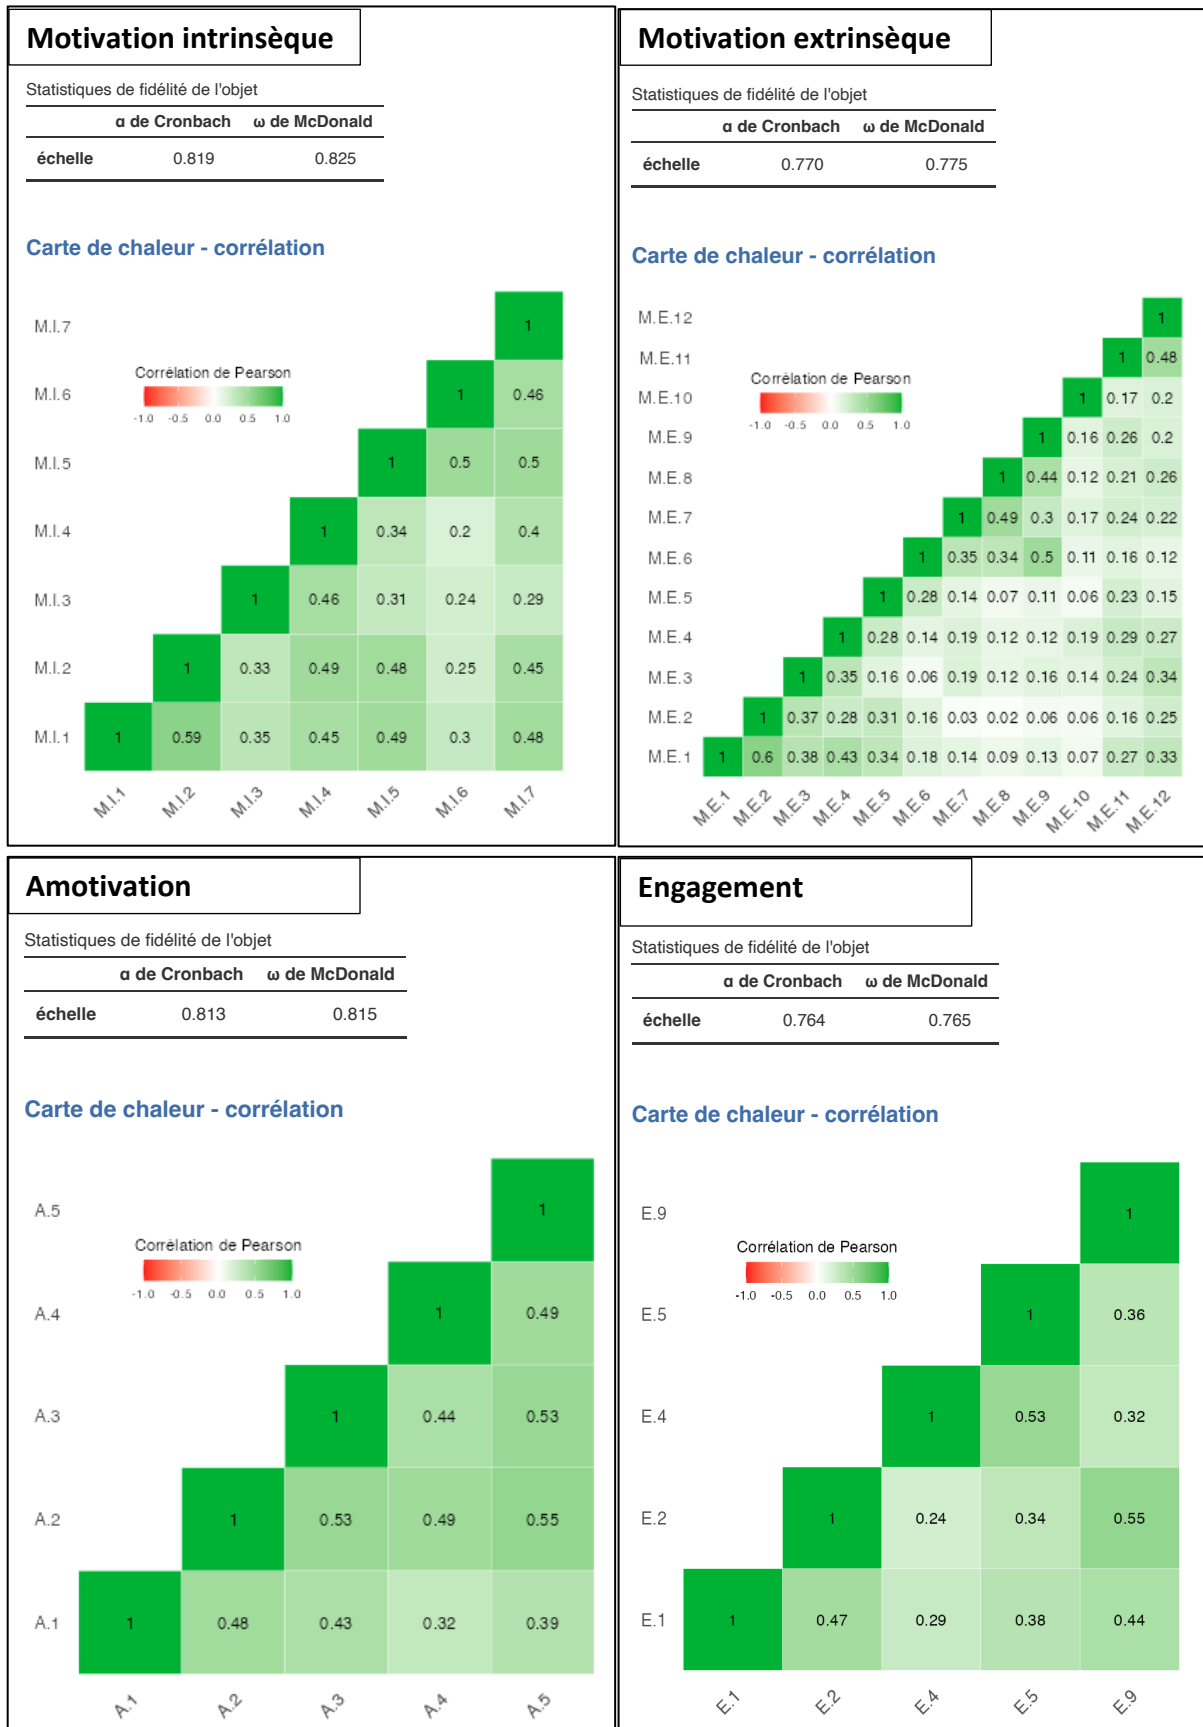 Motivation intrinsèque
Statistiques de fidélité de l'objet
α de Cronbach ω de McDonald
échelle 0.819 0.825
Carte de chaleur - corrélation
Corrélation de Pearson
-1.0 -0.5 0.0 0.5 1.0
M.I.7 1
M.I.6 1 0.46
M.I.5 1 0.5 0.5
M.I.4 1 0.34 0.2 0.4
M.I.3 1 0.46 0.31 0.24 0.29
M.I.2 1 0.33 0.49 0.48 0.25 0.45
M.I.1 1 0.59 0.35 0.45 0.49 0.3 0.48
M.I.1 M.I.2 M.I.3 M.I.4 M.I.5 M.I.6 M.I.7
Motivation extrinsèque
Statistiques de fidélité de l'objet
α de Cronbach ω de McDonald
échelle 0.770 0.775
Carte de chaleur - corrélation
Corrélation de Pearson
-1.0 -0.5 0.0 0.5 1.0
M.E.12 1
M.E.11 1 0.48
M.E.10 1 0.17 0.2
M.E.9 1 0.16 0.26 0.2
M.E.8 1 0.44 0.12 0.21 0.26
M.E.7 1 0.49 0.3 0.17 0.24 0.22
M.E.6 1 0.35 0.34 0.5 0.11 0.16 0.12
M.E.5 1 0.28 0.14 0.07 0.11 0.06 0.23 0.15
M.E.4 1 0.28 0.14 0.19 0.12 0.12 0.19 0.29 0.27
M.E.3 1 0.35 0.16 0.06 0.19 0.12 0.16 0.14 0.24 0.34
M.E.2 1 0.37 0.28 0.31 0.16 0.03 0.02 0.06 0.06 0.16 0.25
M.E.1 1 0.6 0.38 0.43 0.34 0.18 0.14 0.09 0.13 0.07 0.27 0.33
M.E.1 M.E.2 M.E.3 M.E.4 M.E.5 M.E.6 M.E.7 M.E.8 M.E.9 M.E.10 M.E.11 M.E.12
Amotivation
Statistiques de fidélité de l'objet
α de Cronbach ω de McDonald
échelle 0.813 0.815
Carte de chaleur - corrélation
Corrélation de Pearson
-1.0 -0.5 0.0 0.5 1.0
A.5 1
A.4 1 0.49
A.3 1 0.44 0.53
A.2 1 0.53 0.49 0.55
A.1 1 0.48 0.43 0.32 0.39
A.1 A.2 A.3 A.4 A.5
Engagement
Statistiques de fidélité de l'objet
α de Cronbach ω de McDonald
échelle 0.764 0.765
Carte de chaleur - corrélation
Corrélation de Pearson
-1.0 -0.5 0.0 0.5 1.0
E.9 1
E.5 1 0.36
E.4 1 0.53 0.32
E.2 1 0.24 0.34 0.55
E.1 1 0.47 0.29 0.38 0.44
E.1 E.2 E.4 E.5 E.9